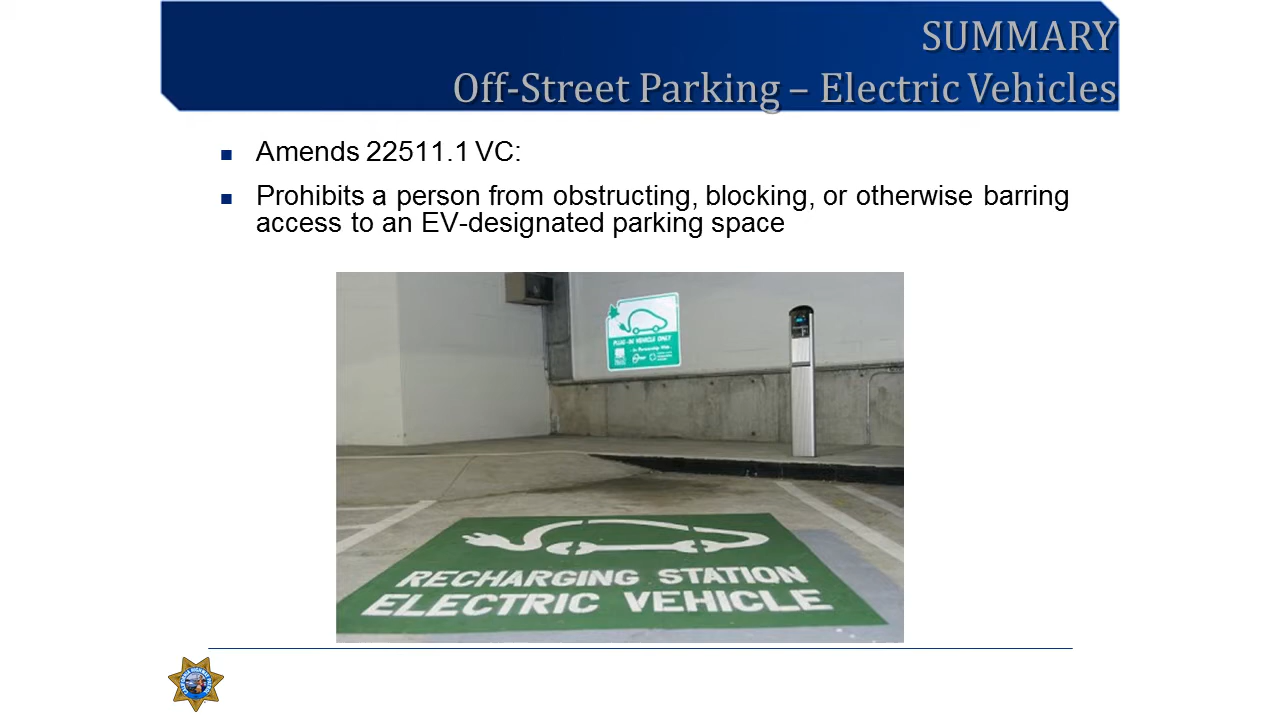 SUMMARY
Off-Street Parking – Electric Vehicles
Amends 22511.1 VC:
Prohibits a person from obstructing, blocking, or otherwise barring
access to an EV-designated parking space
PLUG-IN VEHICLE ONLY
RECHARGING STATION
ELECTRIC VEHICLE